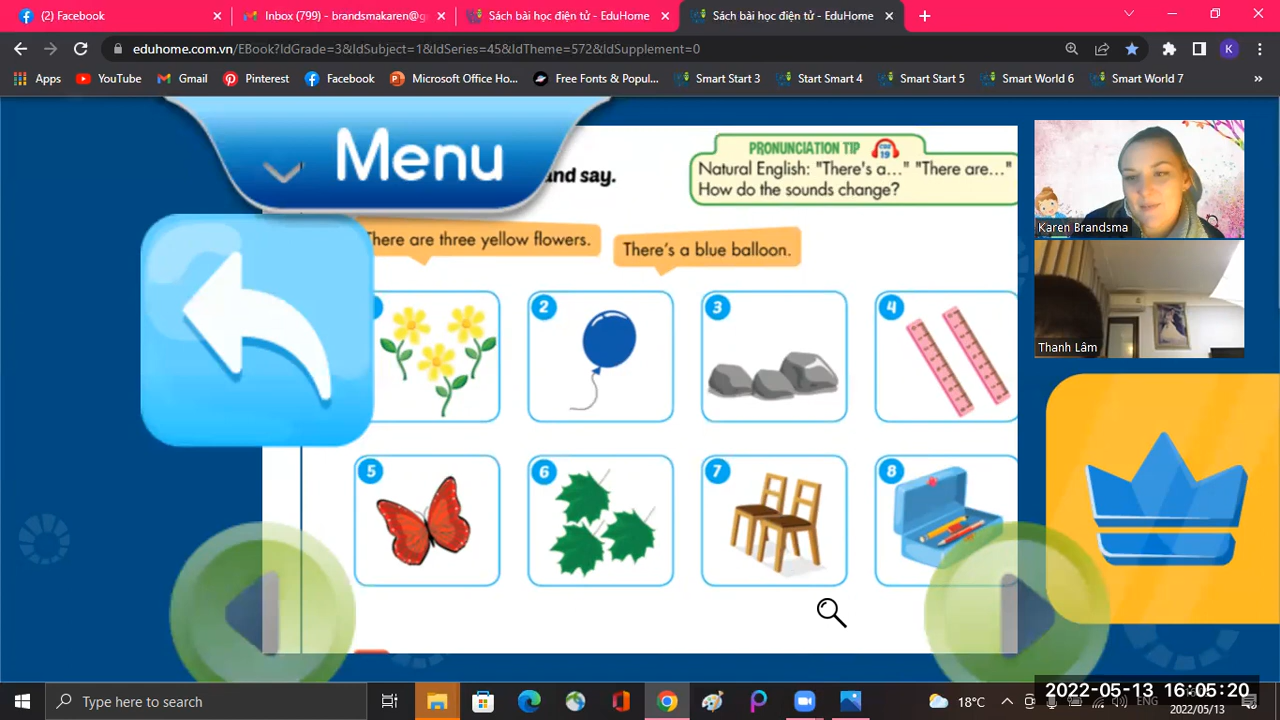 (2) Facebook
Inbox (799) - brandsmakaren@g
Sách bài học điện tử - EduHome
Sách bài học điện tử - EduHome
eduhome.com.vn/EBook?IdGrade=3&IdSubject=1&IdSeries=45&IdTheme=572&IdSupplement=0
K
Apps
YouTube
Gmail
Pinterest
Facebook
Microsoft Office Ho...
Free Fonts & Popul...
Smart Start 3
Start Smart 4
Smart Start 5
Smart World 6
Smart World 7
»
Menu
and say.
PRONUNCIATION TIP
CD2
19
Natural English: "There's a..." "There are..."
How do the sounds change?
There are three yellow flowers.
There's a blue balloon.
2
3
4
5
6
7
8
Karen Brandsma
Thanh Lâm
Type here to search
18°C
ENG
2022-05-13 16:05:20
2022/05/13